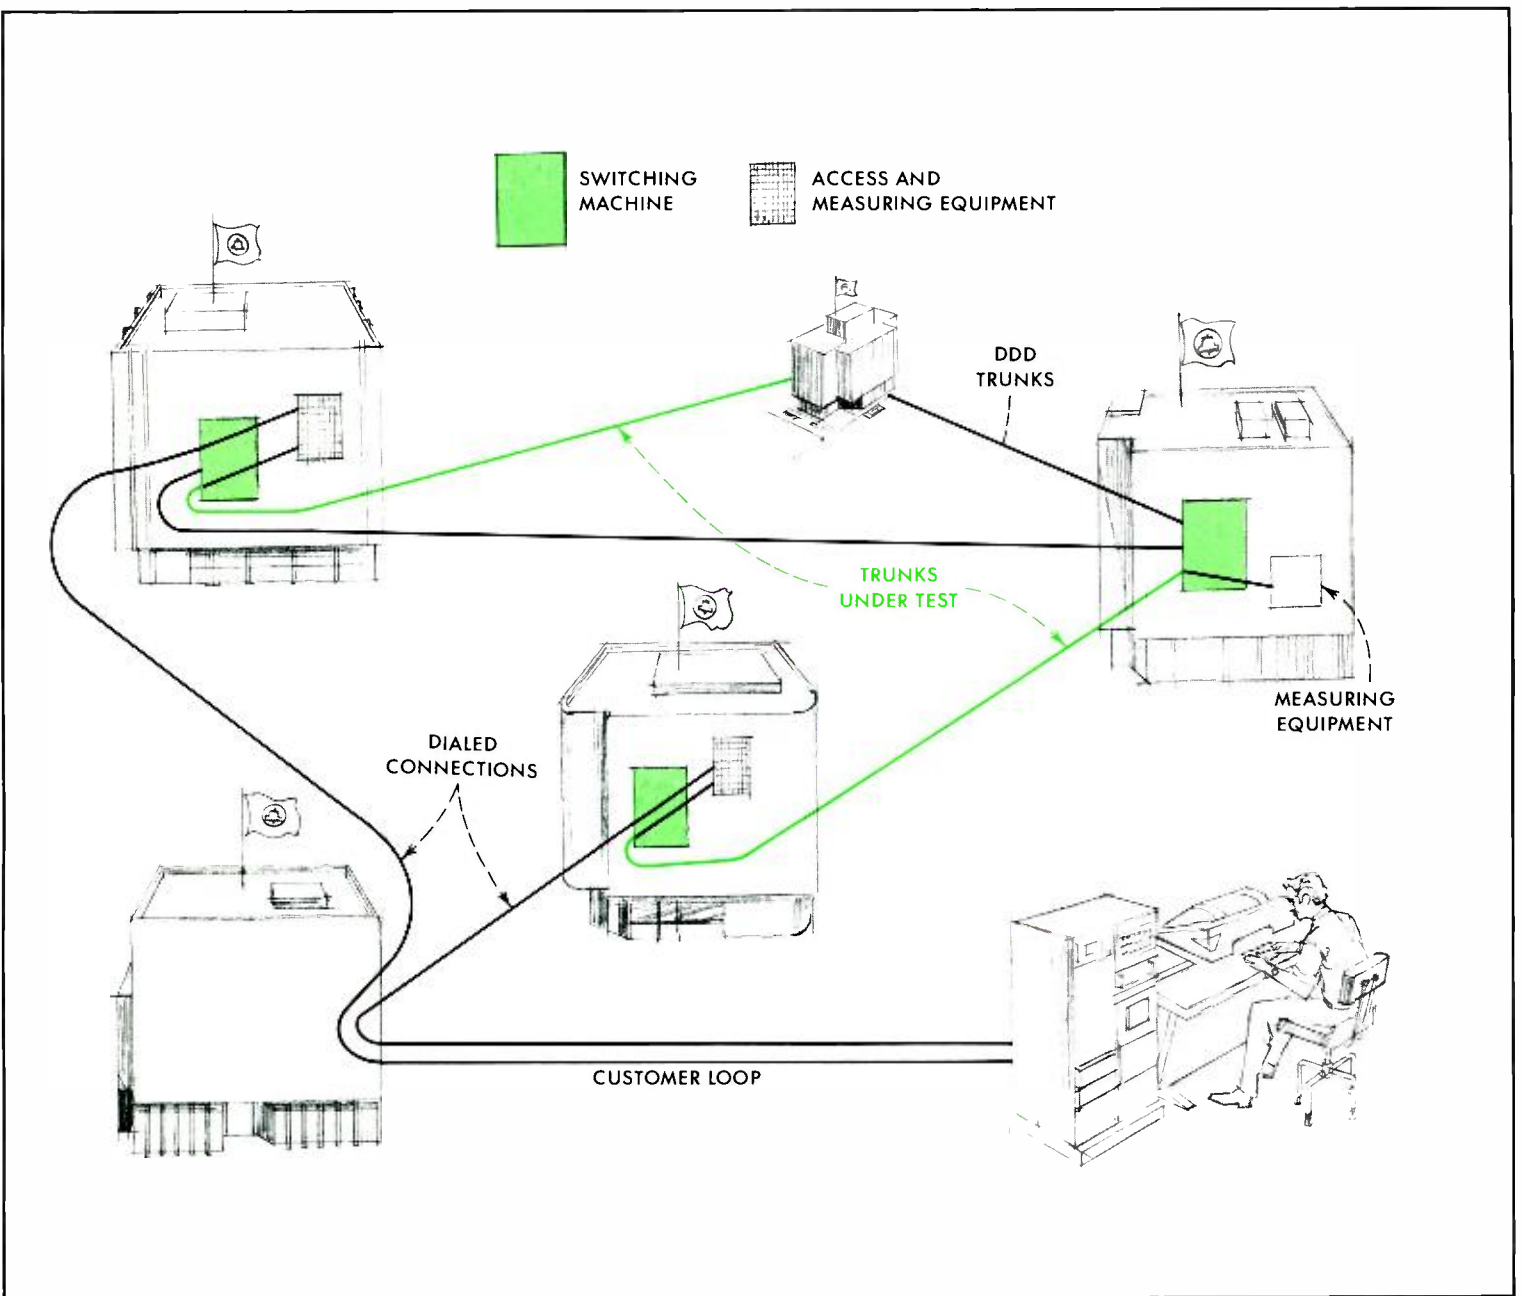 SWITCHING
MACHINE
ACCESS AND
MEASURING EQUIPMENT
DDD
TRUNKS
TRUNKS
UNDER TEST
MEASURING
EQUIPMENT
DIALED
CONNECTIONS
CUSTOMER LOOP